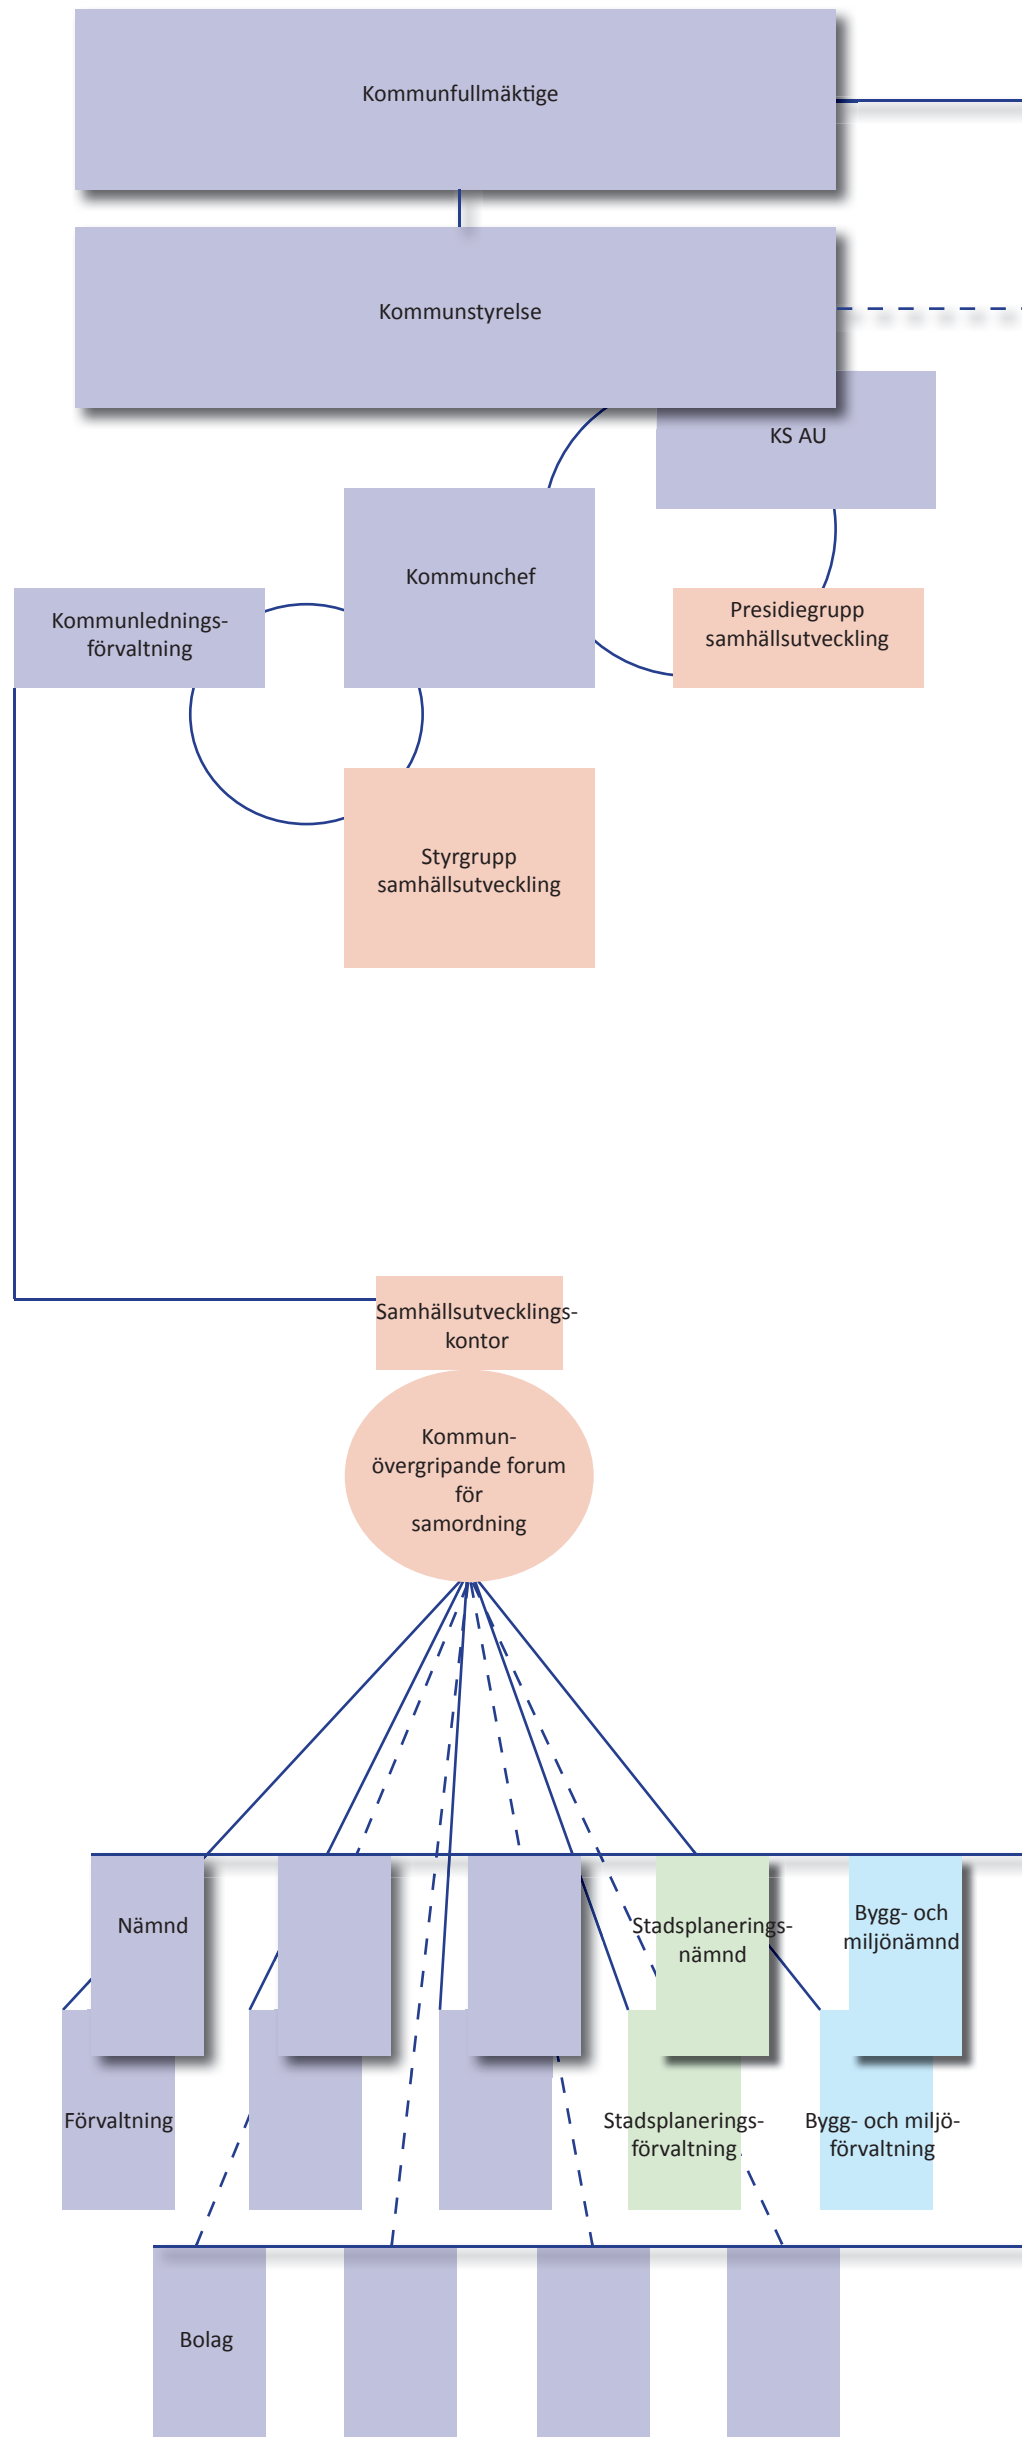 Kommunfullmäktige
Kommunstyrelse
KS AU
Kommunchef
Kommunlednings-
förvaltning
Presidiegrupp
samhällsutveckling
Styrgrupp
samhällsutveckling
Samhällsutvecklings-
kontor
Kommun-
övergripande forum
för
samordning
Nämnd
Stadsplanerings-
nämnd
Bygg- och
miljönämnd
Förvaltning
Stadsplanerings-
förvaltning
Bygg- och miljö-
förvaltning
Bolag